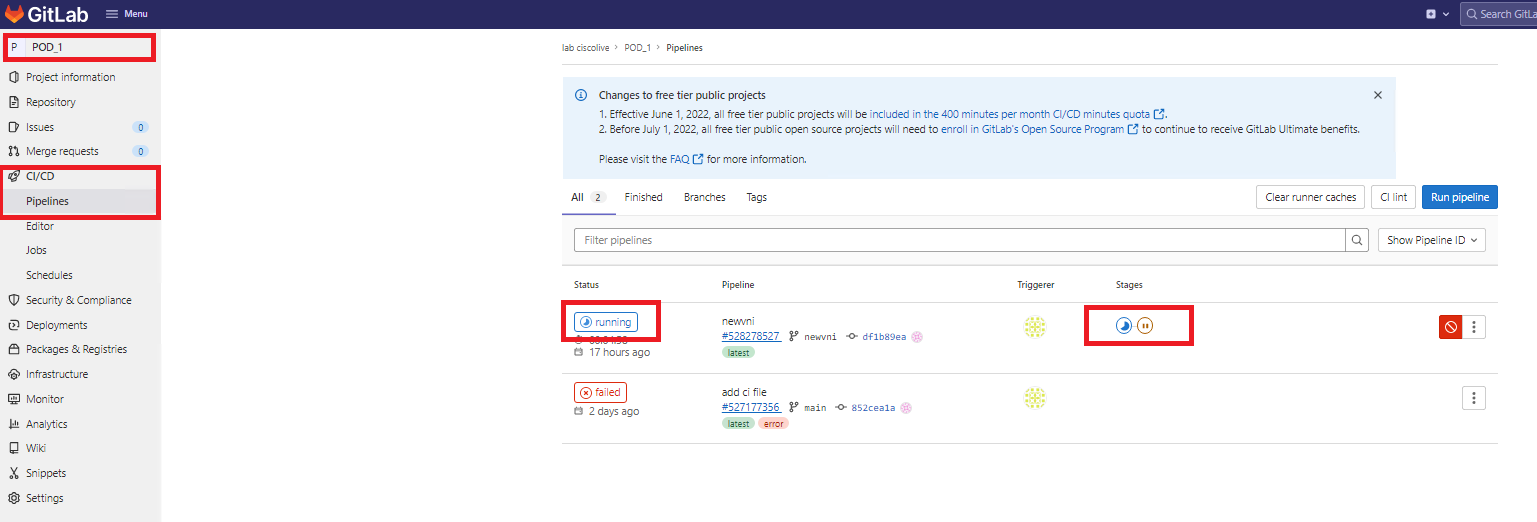 GitLab
Menu
Search GitLa
P POD_1
Project information
Repository
Issues 0
Merge requests 0
CI/CD
Pipelines
Editor
Jobs
Schedules
Security & Compliance
Deployments
Packages & Registries
Infrastructure
Monitor
Analytics
Wiki
Snippets
Settings
lab ciscolive > POD_1 > Pipelines
Changes to free tier public projects
1. Effective June 1, 2022, all free tier public projects will be included in the 400 minutes per month CI/CD minutes quota.
2. Before July 1, 2022, all free tier public open source projects will need to enroll in GitLab's Open Source Program to continue to receive GitLab Ultimate benefits.
Please visit the FAQ for more information.
All 2 Finished Branches Tags
Clear runner caches CI lint Run pipeline
Filter pipelines Show Pipeline ID
Status Pipeline Triggerer Stages
running newvni
#528278527 newvni df1b89ea
17 hours ago latest
failed add ci file
#527177356 main 852cea1a
2 days ago latest error